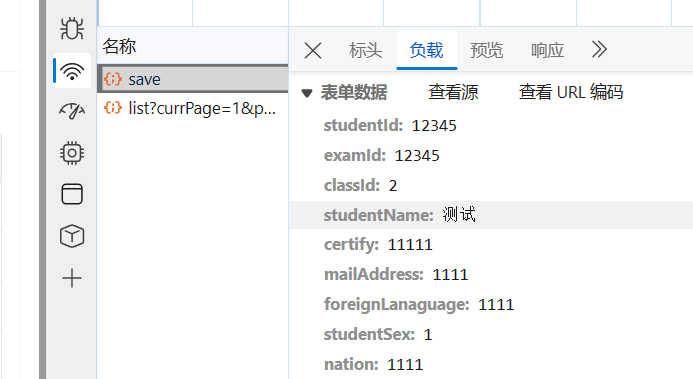 名称
save
list?currPage=1&p...
标头 负载 预览 响应
表单数据 查看源 查看 URL 编码
studentId: 12345
examId: 12345
classId: 2
studentName: 测试
certify: 11111
mailAddress: 1111
foreignLanaguage: 1111
studentSex: 1
nation: 1111